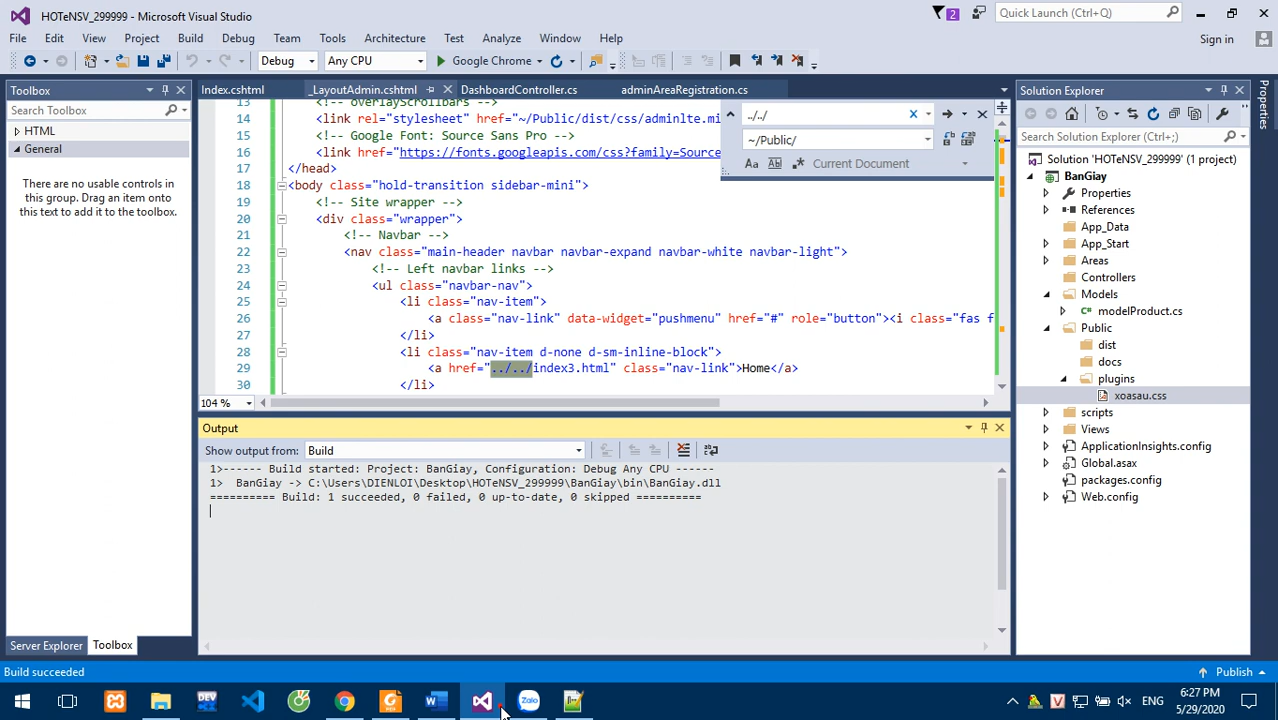 HOTeNSV_299999 - Microsoft Visual Studio
2
Quick Launch (Ctrl+Q)
File Edit View Project Build Debug Team Tools Architecture Test Analyze Window Help
Sign in
Debug Any CPU Google Chrome
Toolbox
Search Toolbox
HTML
General
There are no usable controls in
this group. Drag an item onto
this text to add it to the toolbox.
Server Explorer Toolbox
Index.cshtml _LayoutAdmin.cshtml DashboardController.cs adminAreaRegistration.cs
13 <!-- overlayScrollbars -->
14 <link rel="stylesheet" href="~/Public/dist/css/adminlte.mi
15 <!-- Google Font: Source Sans Pro -->
16 <link href="https://fonts.googleapis.com/css?family=Source
17 </head>
18 <body class="hold-transition sidebar-mini">
19 <!-- Site wrapper -->
20 <div class="wrapper">
21 <!-- Navbar -->
22 <nav class="main-header navbar navbar-expand navbar-white navbar-light">
23 <!-- Left navbar links -->
24 <ul class="navbar-nav">
25 <li class="nav-item">
26 <a class="nav-link" data-widget="pushmenu" href="#" role="button"><i class="fas f
27 </li>
28 <li class="nav-item d-none d-sm-inline-block">
29 <a href="../../index3.html" class="nav-link">Home</a>
30 </li>
../../
~/Public/
Aa Ab Current Document
104 %
Output
Show output from: Build
1>------ Build started: Project: BanGiay, Configuration: Debug Any CPU ------
1>  BanGiay -> C:\Users\DIENLOI\Desktop\HOTeNSV_299999\BanGiay\bin\BanGiay.dll
========== Build: 1 succeeded, 0 failed, 0 up-to-date, 0 skipped ==========
Solution Explorer
Search Solution Explorer (Ctrl+;)
Solution 'HOTeNSV_299999' (1 project)
BanGiay
Properties
References
App_Data
App_Start
Areas
Controllers
Models
modelProduct.cs
Public
dist
docs
plugins
xoasau.css
scripts
Views
ApplicationInsights.config
Global.asax
packages.config
Web.config
Properties
Build succeeded
Publish
DEV
Zalo
V
ENG
6:27 PM
5/29/2020